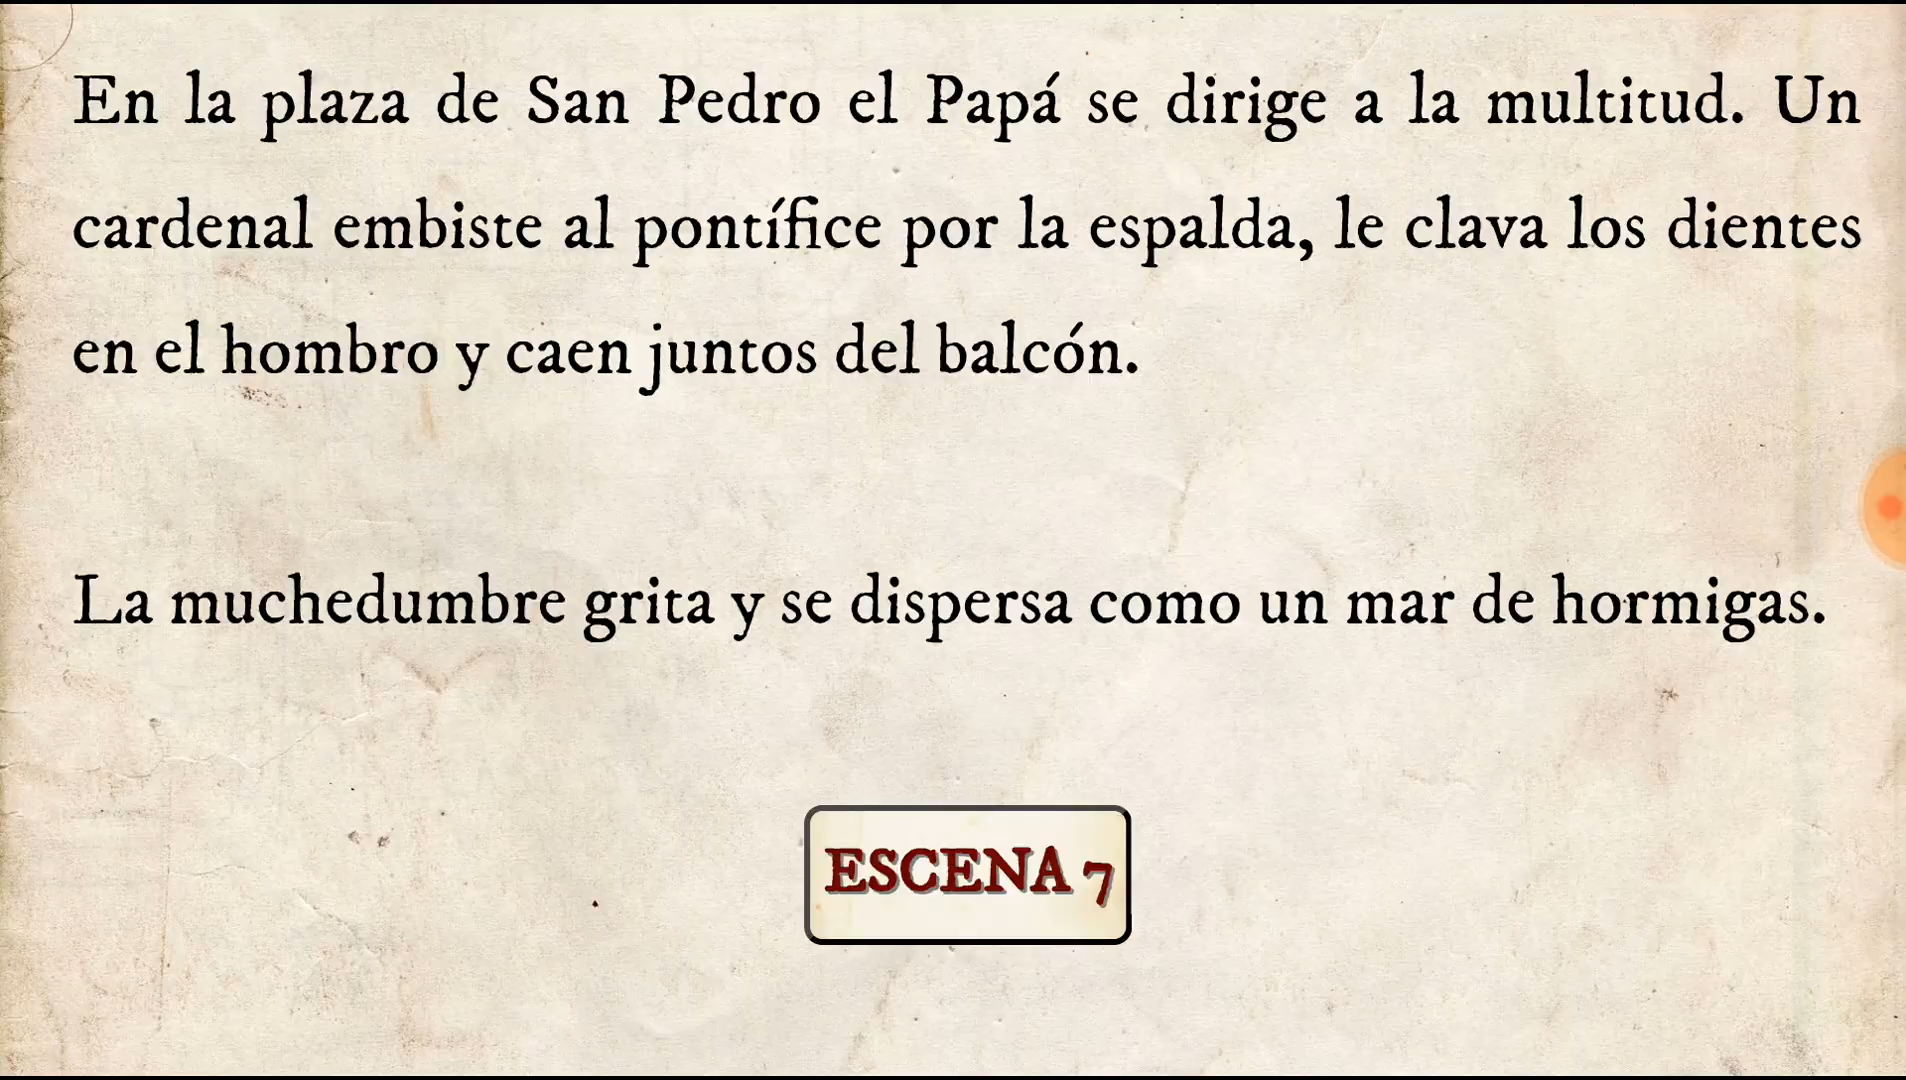 En la plaza de San Pedro el Papá se dirige a la multitud. Un
cardenal embiste al pontífice por la espalda, le clava los dientes
en el hombro y caen juntos del balcón.
La muchedumbre grita y se dispersa como un mar de hormigas.
ESCENA 7